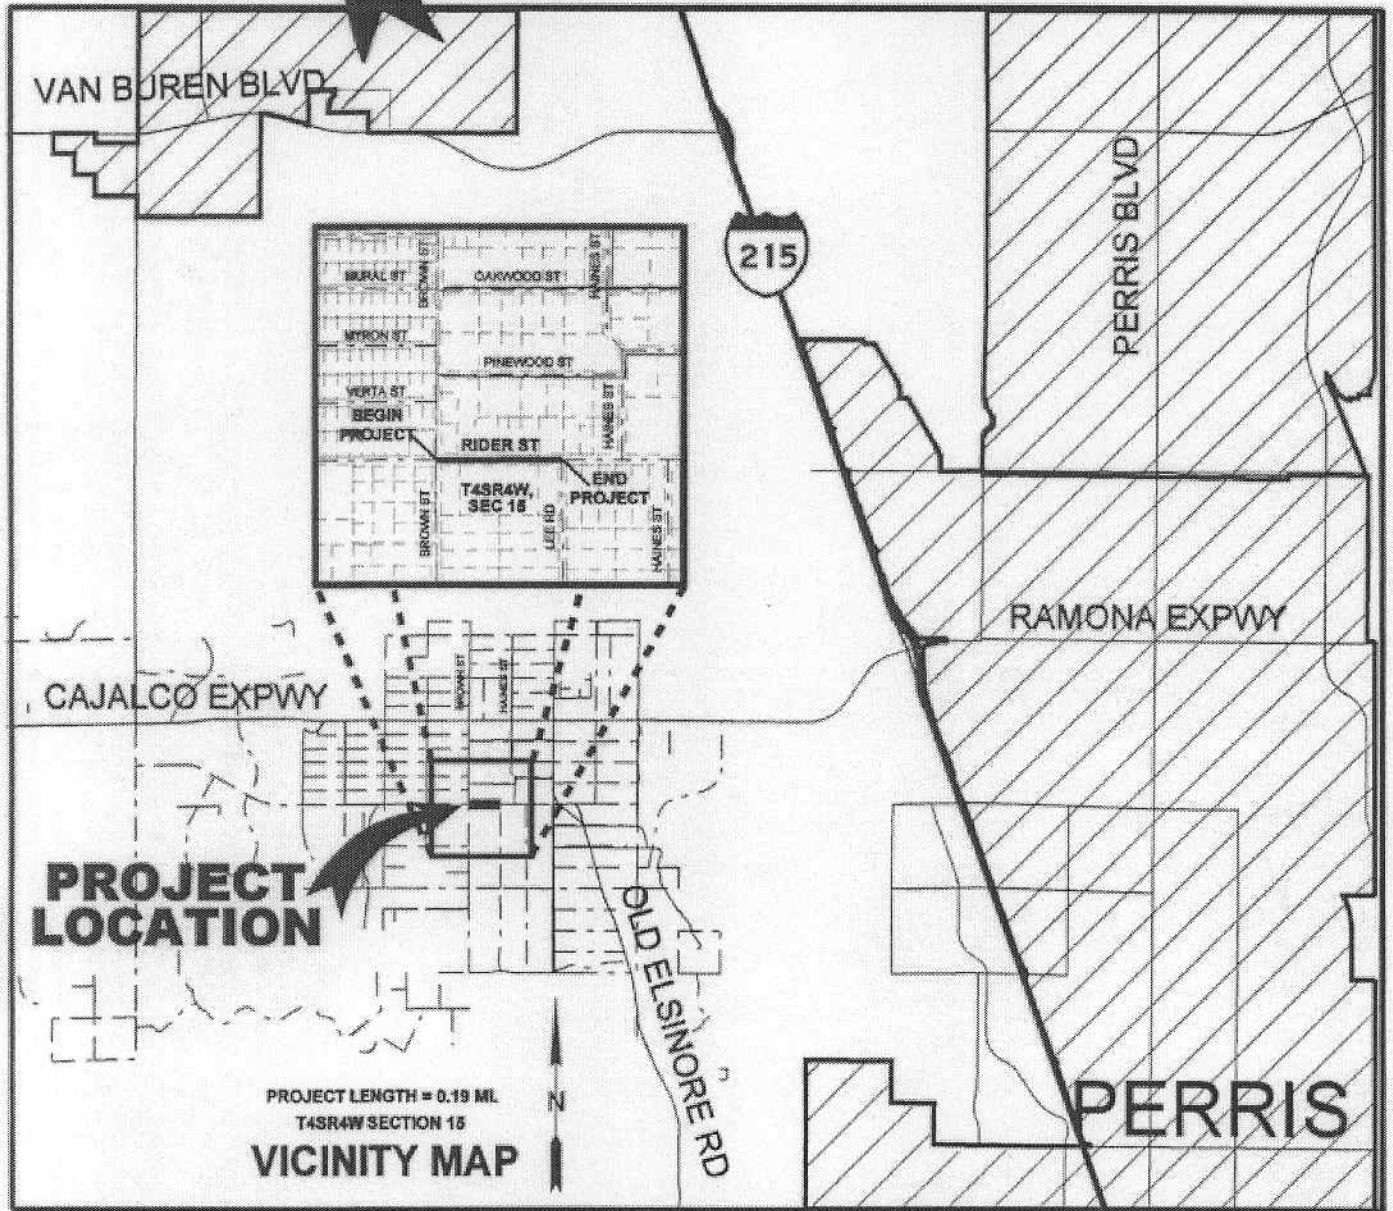 VAN BUREN BLVD
PERRIS BLVD
215
BROWN ST
HAINES ST
MURAL ST
OAKWOOD ST
MYRON ST
PINEWOOD ST
VERTA ST
HAINES ST
BEGIN
PROJECT
RIDER ST
END
PROJECT
T4SR4W,
SEC 15
BROWN ST
LEE RD
HAINES ST
RAMONA EXPWY
BROWN ST
HAINES ST
CAJALCO EXPWY
PROJECT
LOCATION
OLD ELSINORE RD
PERRIS
PROJECT LENGTH = 0.19 MI.
T4SR4W SECTION 15
VICINITY MAP
N